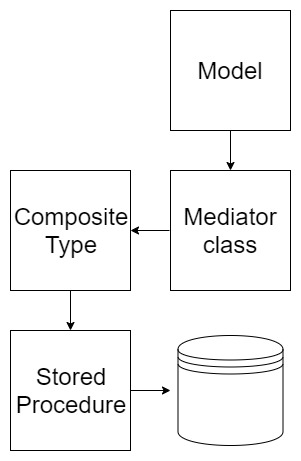 Model
Composite
Type
Mediator
class
Stored
Procedure